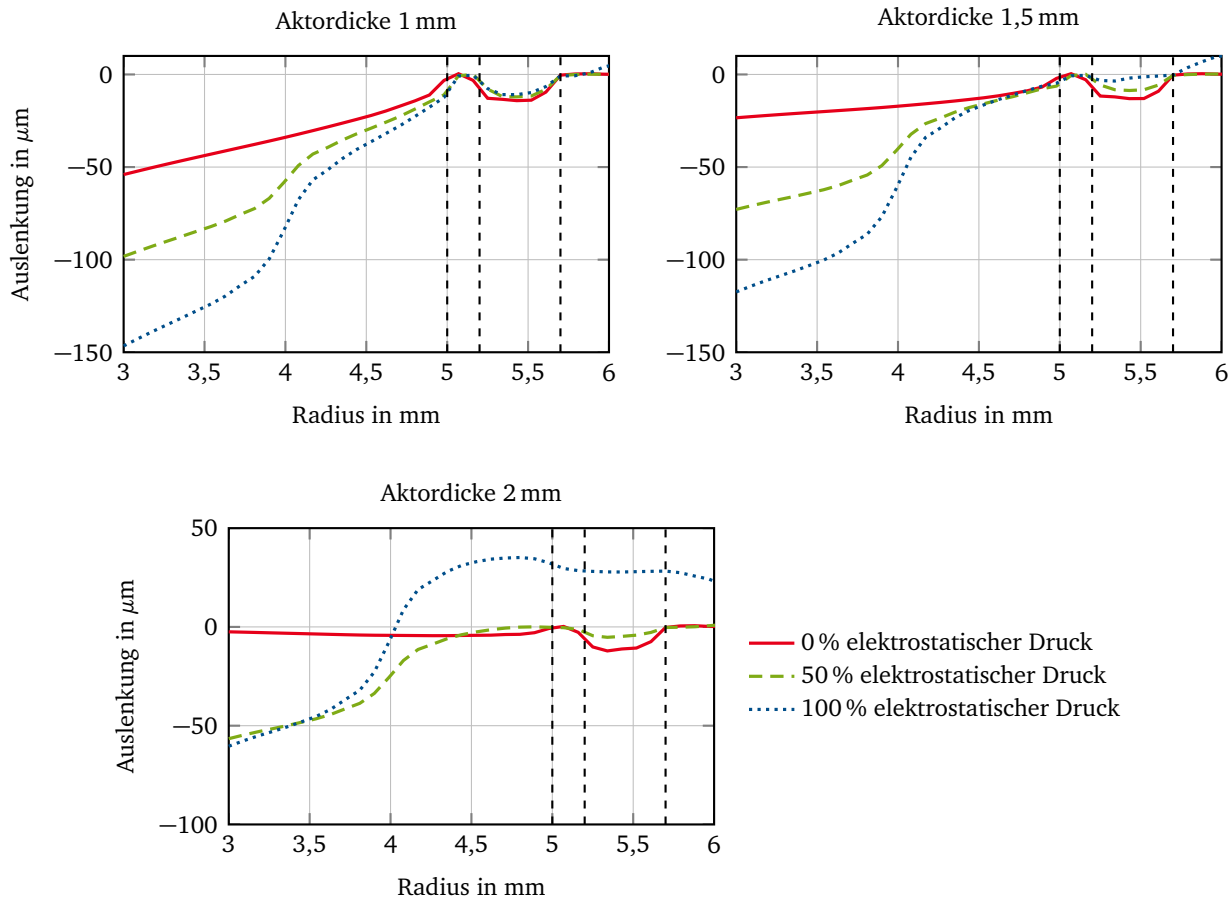 Aktordicke 1 mm
0
−50
−100
−150
Auslenkung in µm
3 3,5 4 4,5 5 5,5 6
Radius in mm
Aktordicke 1,5 mm
0
−50
−100
−150
3 3,5 4 4,5 5 5,5 6
Radius in mm
Aktordicke 2 mm
50
0
−50
−100
Auslenkung in µm
3 3,5 4 4,5 5 5,5 6
Radius in mm
0 % elektrostatischer Druck
50 % elektrostatischer Druck
100 % elektrostatischer Druck